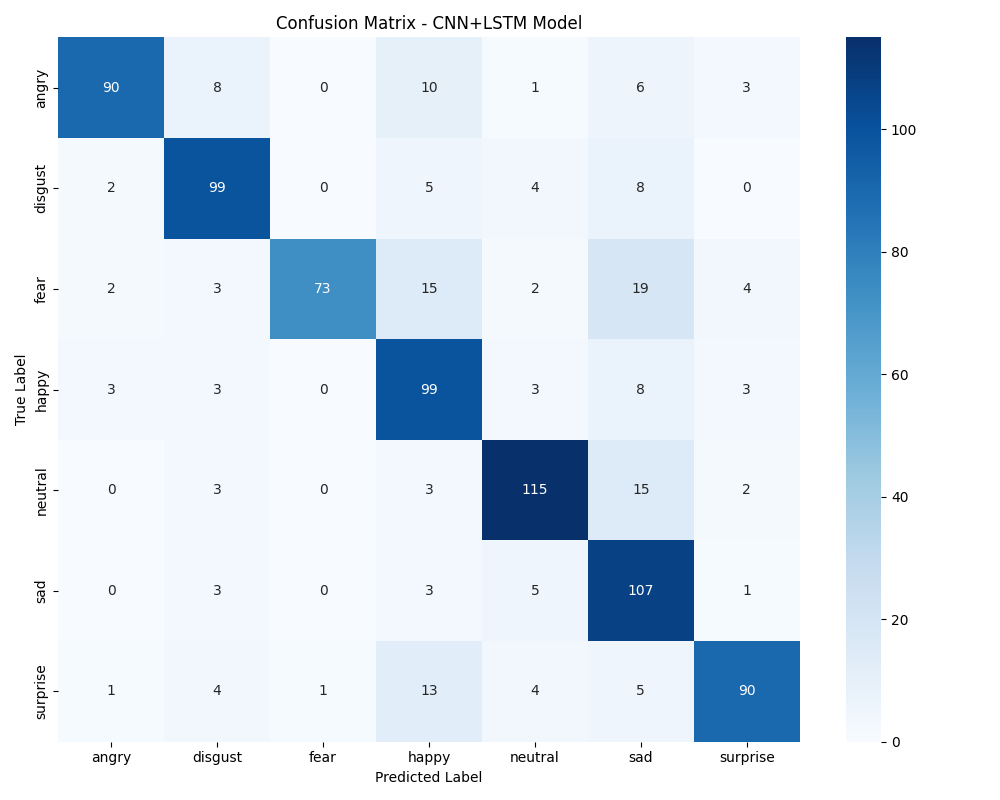 Confusion Matrix - CNN+LSTM Model
True Label
angry 90 8 0 10 1 6 3
disgust 2 99 0 5 4 8 0
fear 2 3 73 15 2 19 4
happy 3 3 0 99 3 8 3
neutral 0 3 0 3 115 15 2
sad 0 3 0 3 5 107 1
surprise 1 4 1 13 4 5 90
angry disgust fear happy neutral sad surprise
Predicted Label
100
80
60
40
20
0